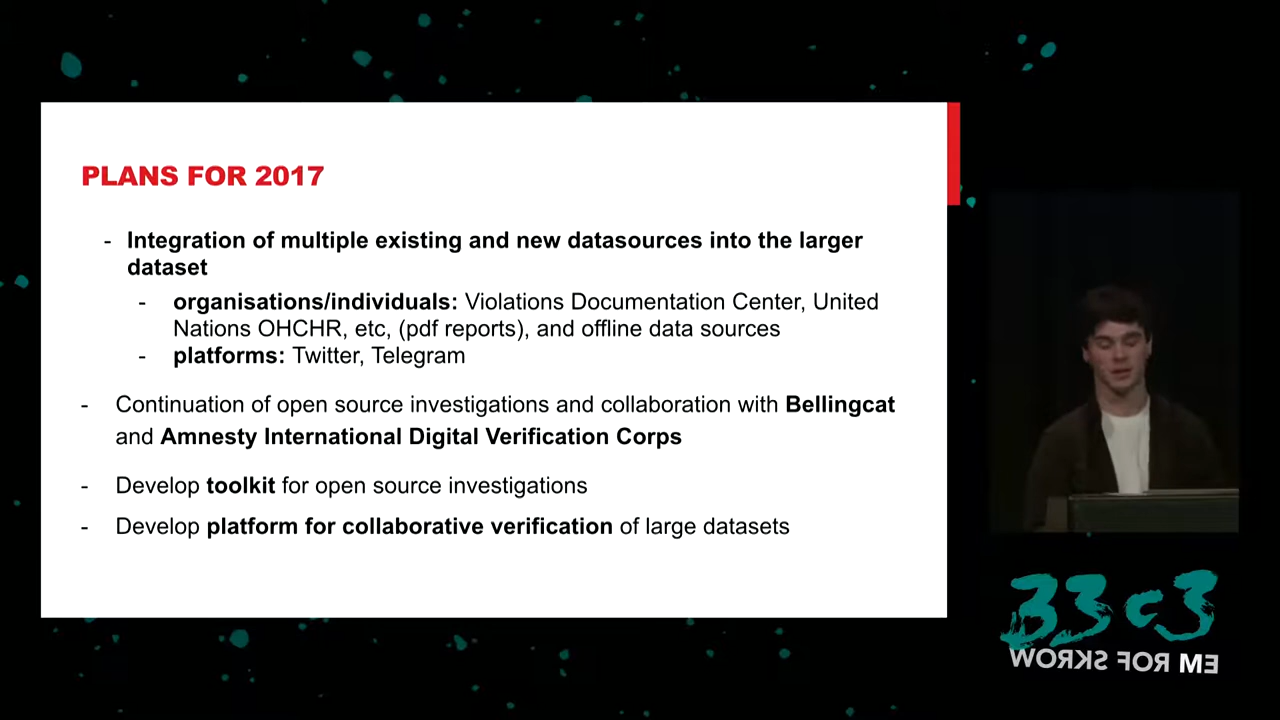 PLANS FOR 2017
- Integration of multiple existing and new datasources into the larger
dataset
- organisations/individuals: Violations Documentation Center, United
Nations OHCHR, etc, (pdf reports), and offline data sources
- platforms: Twitter, Telegram
- Continuation of open source investigations and collaboration with Bellingcat
and Amnesty International Digital Verification Corps
- Develop toolkit for open source investigations
- Develop platform for collaborative verification of large datasets
33c3
WORKS FOR ME